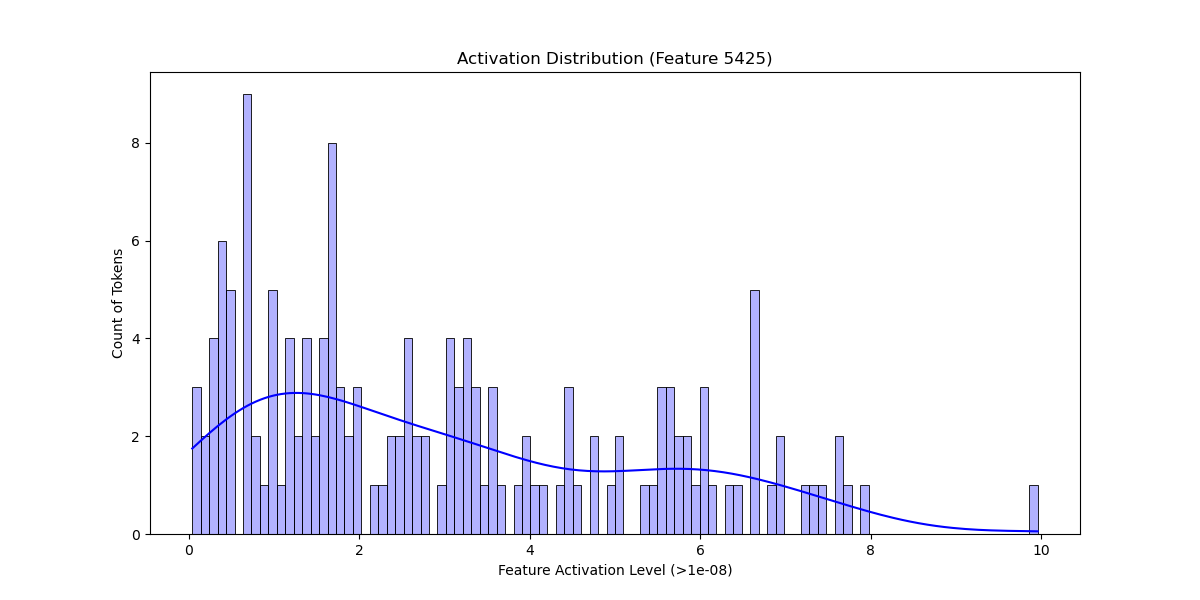 Activation Distribution (Feature 5425)
Count of Tokens
8
6
4
2
0
0 2 4 6 8 10
Feature Activation Level (>1e-08)